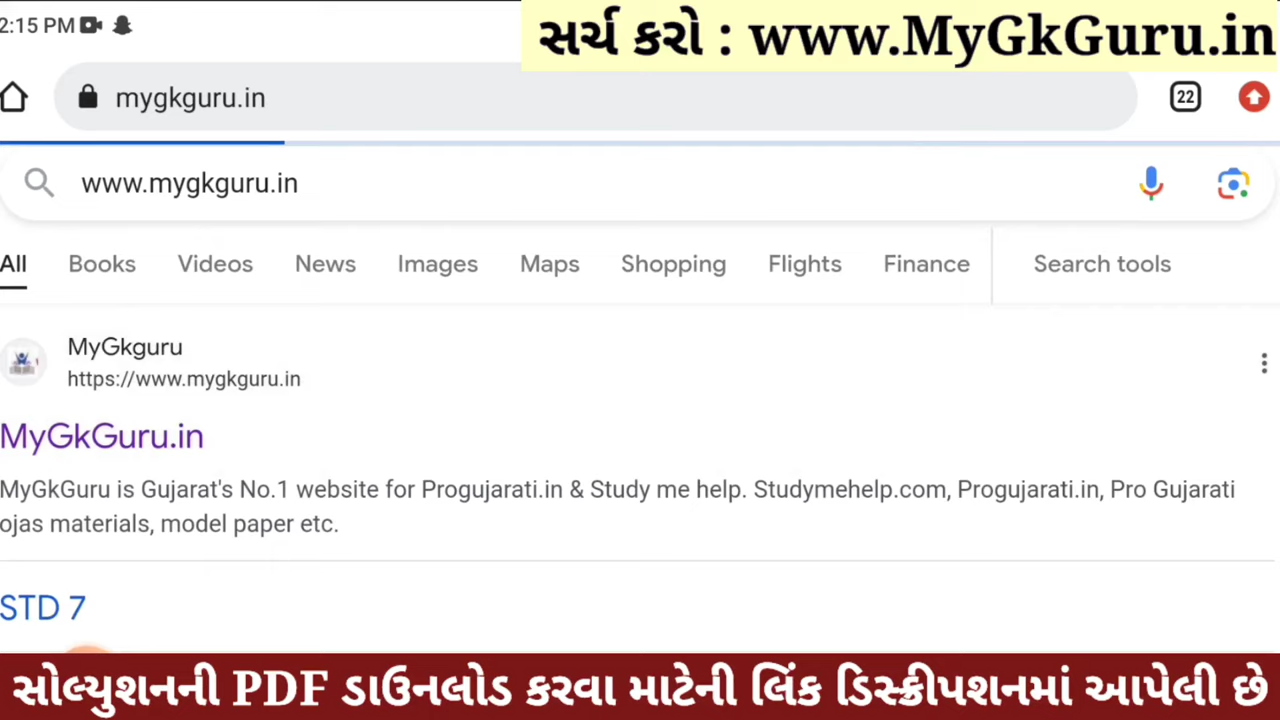 2:15 PM
સર્ચ કરો : www.MyGkGuru.in
mygkguru.in
22
www.mygkguru.in
All Books Videos News Images Maps Shopping Flights Finance Search tools
MyGkguru
https://www.mygkguru.in
MyGkGuru.in
MyGkGuru is Gujarat's No.1 website for Progujarati.in & Study me help. Studymehelp.com, Progujarati.in, Pro Gujarati
ojas materials, model paper etc.
STD 7
સોલ્યુશનની PDF ડાઉનલોડ કરવા માટેની લિંક ડિસ્ક્રીપશનમાં આપેલી છે